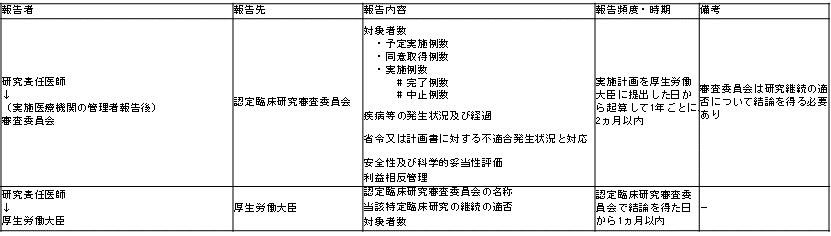 報告者 報告先 報告内容 報告頻度・時期 備考
研究責任医師
↓
（実施医療機関の管理者報告後）
審査委員会
認定臨床研究審査委員会
対象者数
・予定実施例数
・同意取得例数
・実施例数
# 完了例数
# 中止例数
疾病等の発生状況及び経過
省令又は計画書に対する不適合発生状況と対応
安全性及び科学的妥当性評価
利益相反管理
実施計画を厚生労働
大臣に提出した日か
ら起算して1年ごとに
2ヵ月以内
審査委員会は研究継続の適
否について結論を得る必要
あり
研究責任医師
↓
厚生労働大臣
厚生労働大臣
認定臨床研究審査委員会の名称
当該特定臨床研究の継続の適否
対象者数
認定臨床研究審査委
員会で結論を得た日
から1ヵ月以内
－